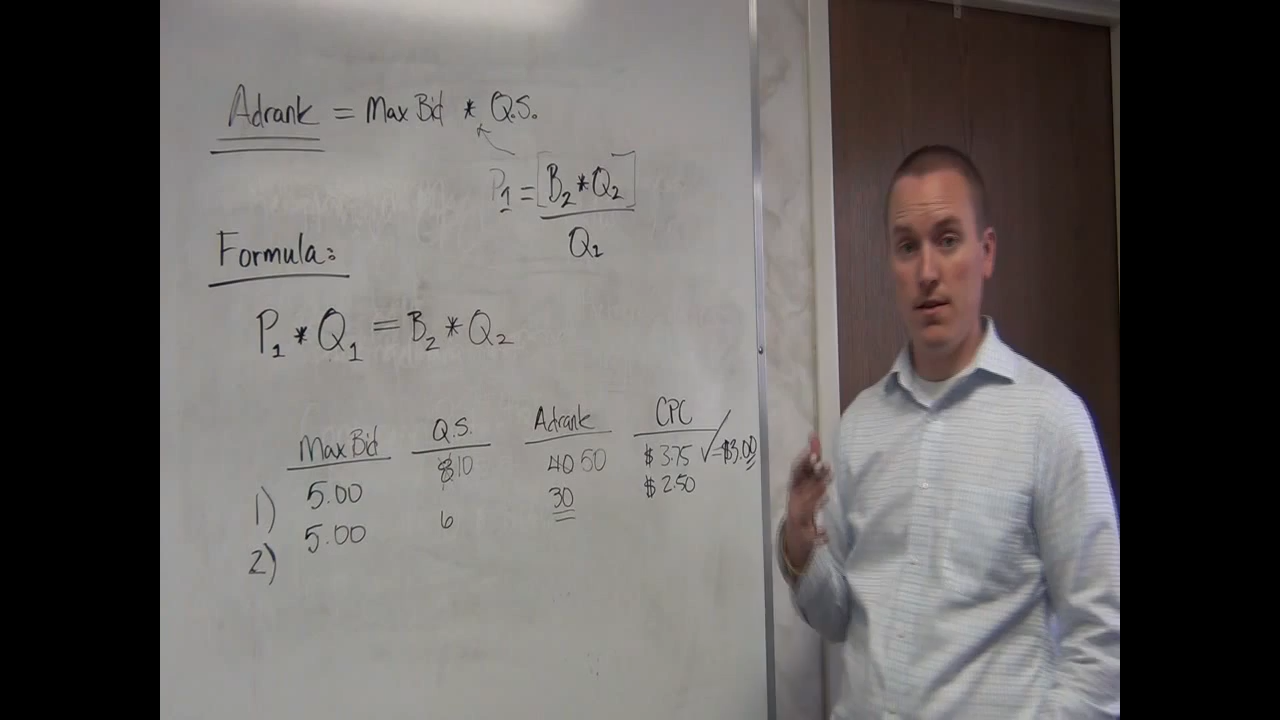 Adrank = Max Bid * Q.S.
P1 = [B2 * Q2]
Q2
Formula:
P1 * Q1 = B2 * Q2
Max Bid Q.S. Adrank CPC
1) 5.00 8 10 40 50 $ 3.75 √ = $3.00
2) 5.00 6 30 $ 2.50